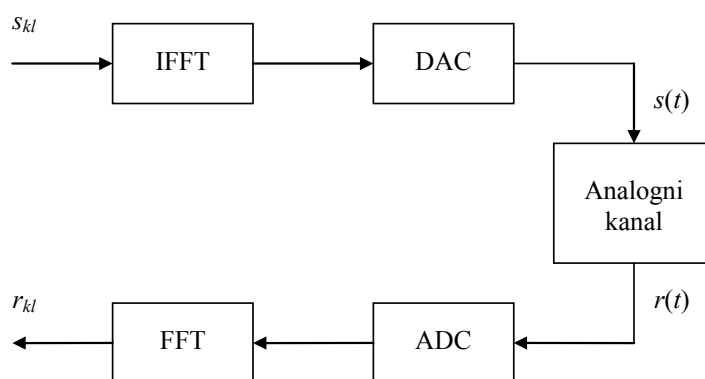 s_kl
IFFT
DAC
s(t)
Analogni
kanal
r(t)
ADC
FFT
r_kl